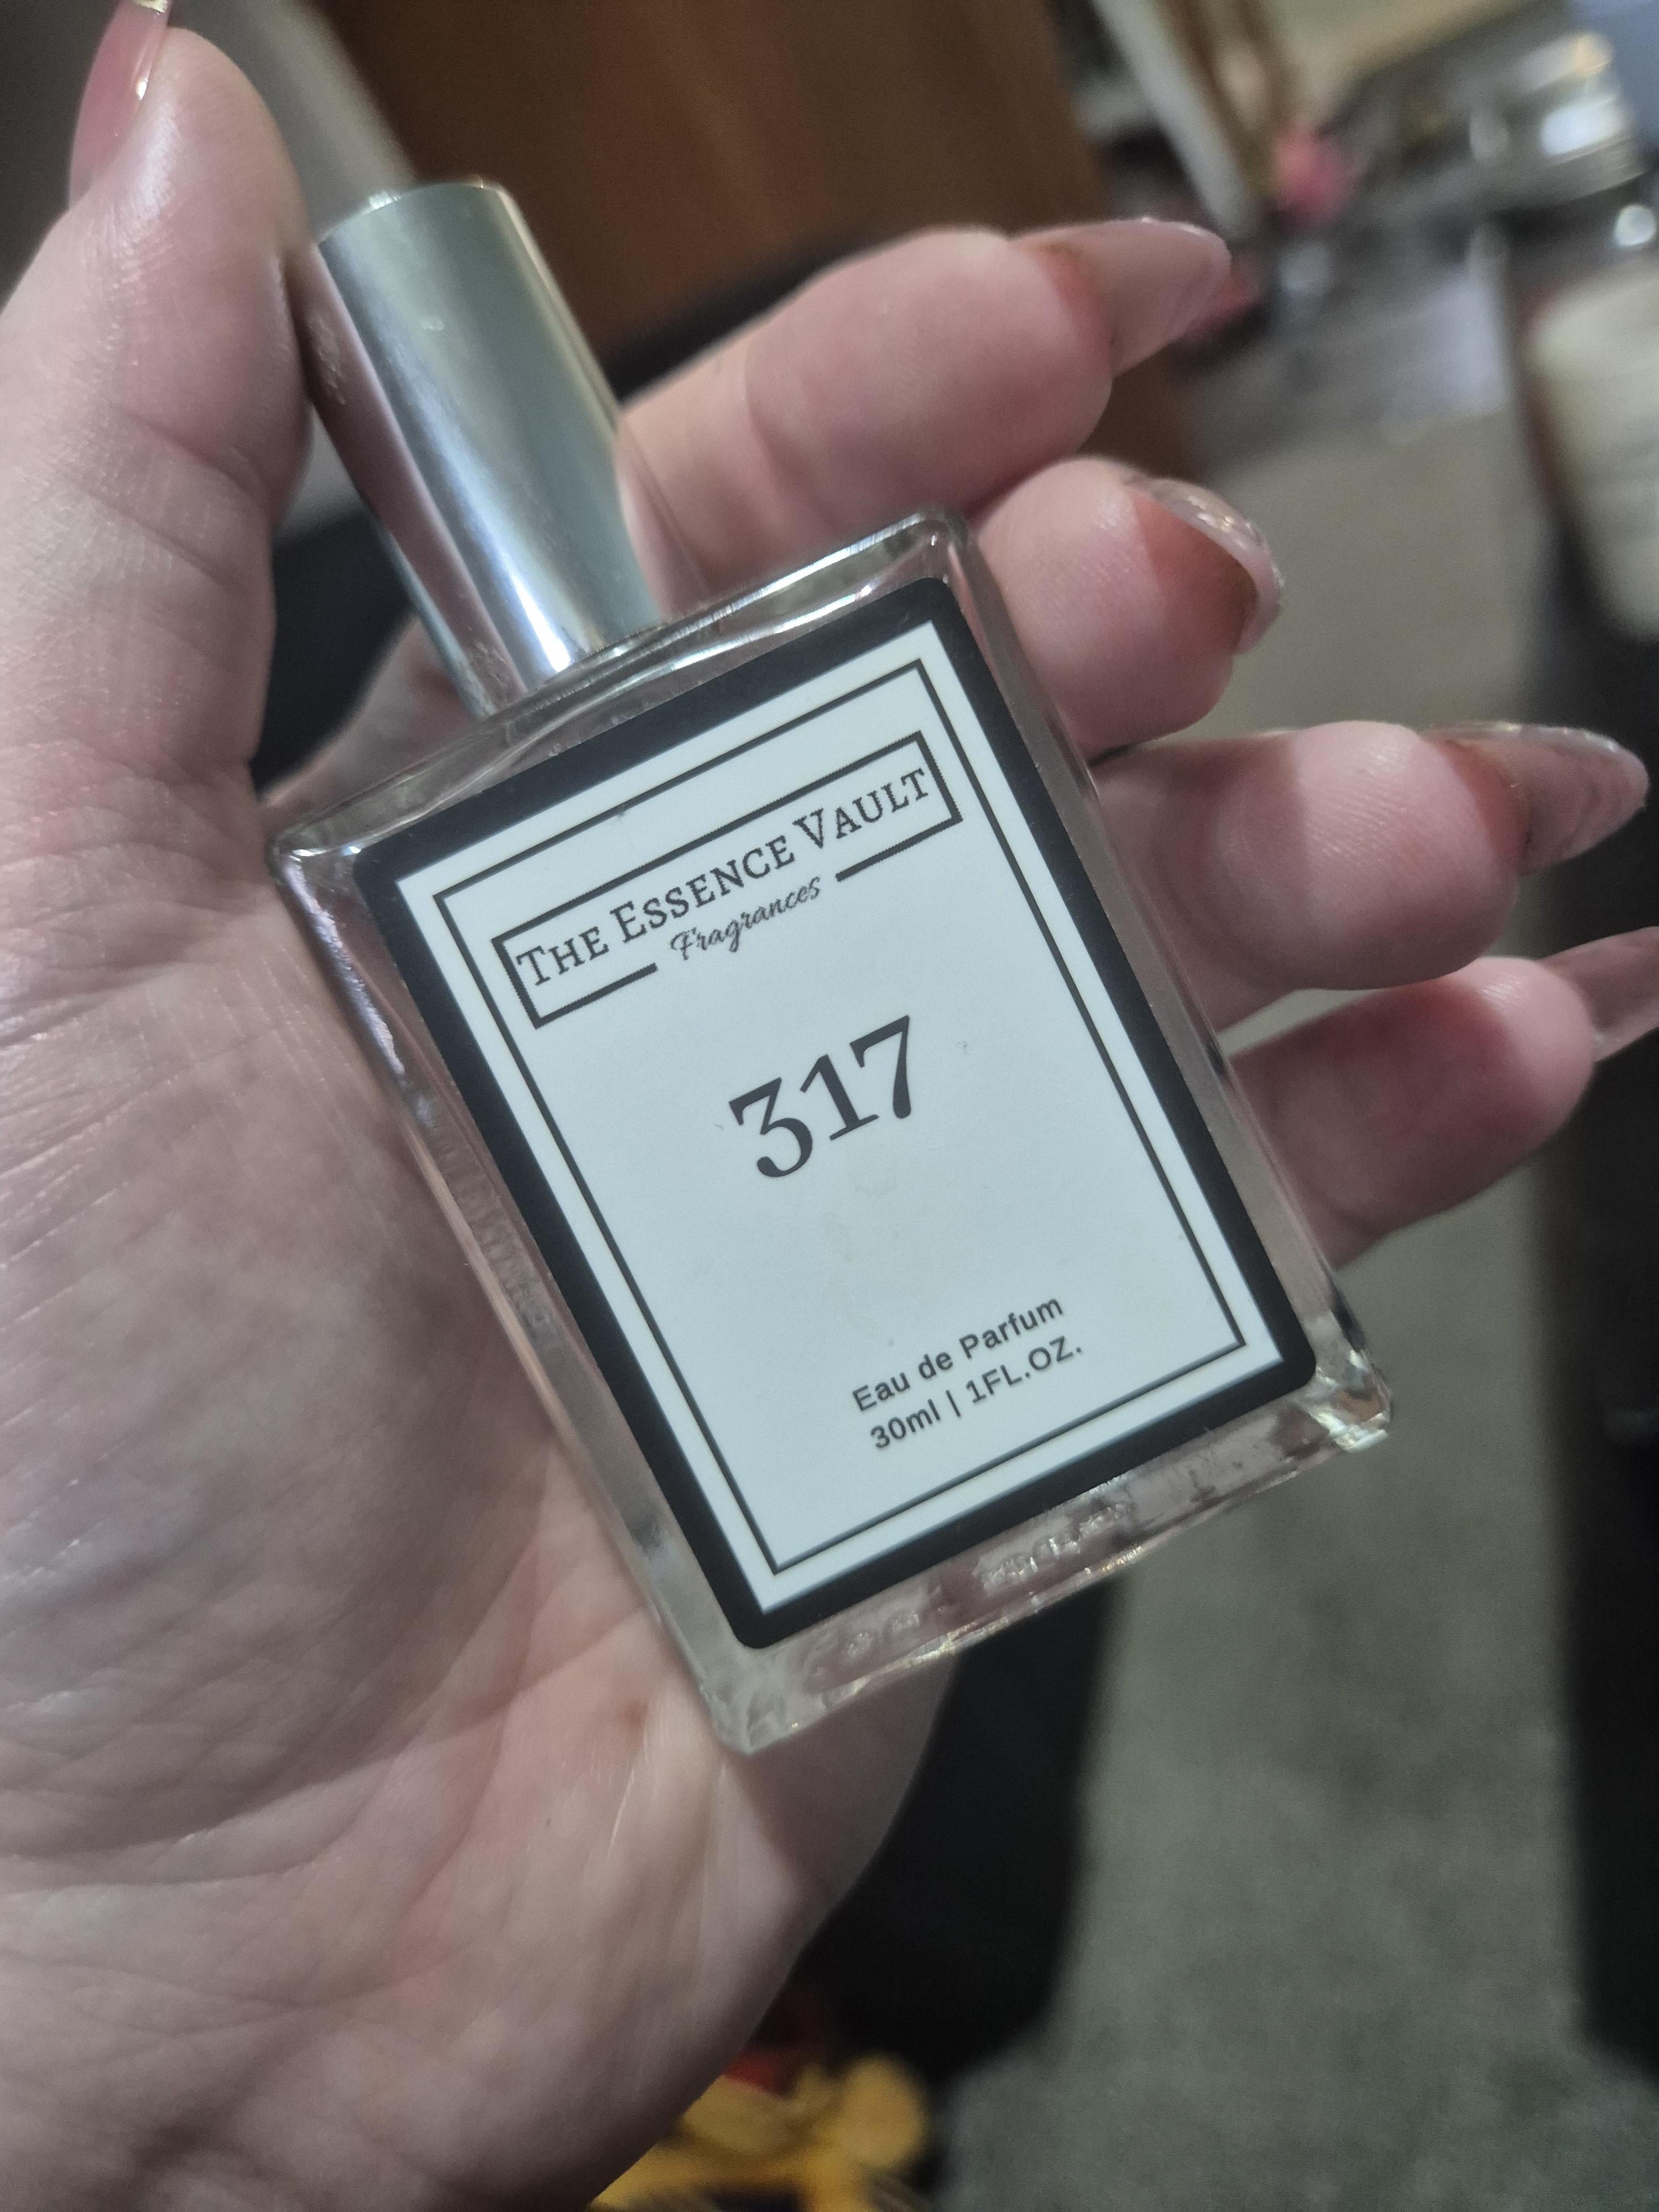 THE ESSENCE VAULT
Fragrances
317
Eau de Parfum
30ml | 1FL.OZ.